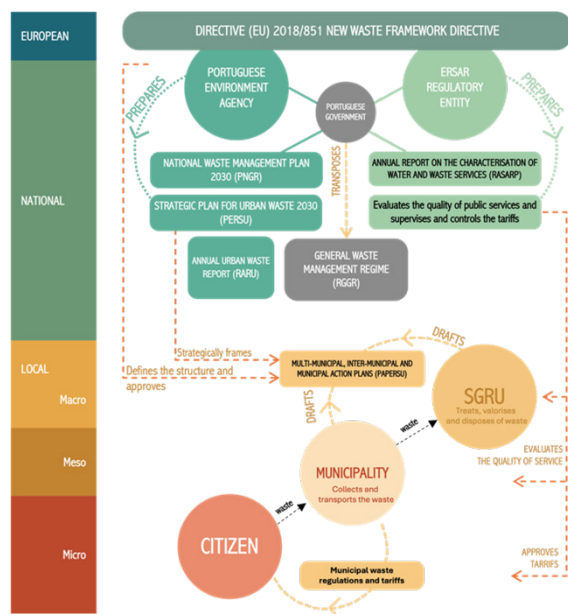 EUROPEAN
DIRECTIVE (EU) 2018/851 NEW WASTE FRAMEWORK DIRECTIVE
PORTUGUESE
ENVIRONMENT
AGENCY
ERSAR
REGULATORY
ENTITY
PORTUGUESE
GOVERNMENT
PREPARES
PREPARES
TRANSPOSES
NATIONAL
NATIONAL WASTE MANAGEMENT PLAN
2030 (PNGR)
ANNUAL REPORT ON THE CHARACTERISATION OF
WATER AND WASTE SERVICES (RASARP)
STRATEGIC PLAN FOR URBAN WASTE 2030
(PERSU)
Evaluates the quality of public services and
supervises and controls the tariffs
ANNUAL URBAN WASTE
REPORT (RARU)
GENERAL WASTE
MANAGEMENT REGIME
(RGGR)
LOCAL
Macro
Strategically frames
Defines the structure and
approves
MULTI-MUNICIPAL, INTER-MUNICIPAL AND
MUNICIPAL ACTION PLANS (PAPERSU)
DRAFTS
DRAFTS
SGRU
Treats, valorises
and disposes of waste
waste
Meso
MUNICIPALITY
Collects and
transports the waste
EVALUATES
THE QUALITY OF SERVICE
waste
Micro
CITIZEN
Municipal waste
regulations and tariffs
APPROVES
TARRIFS